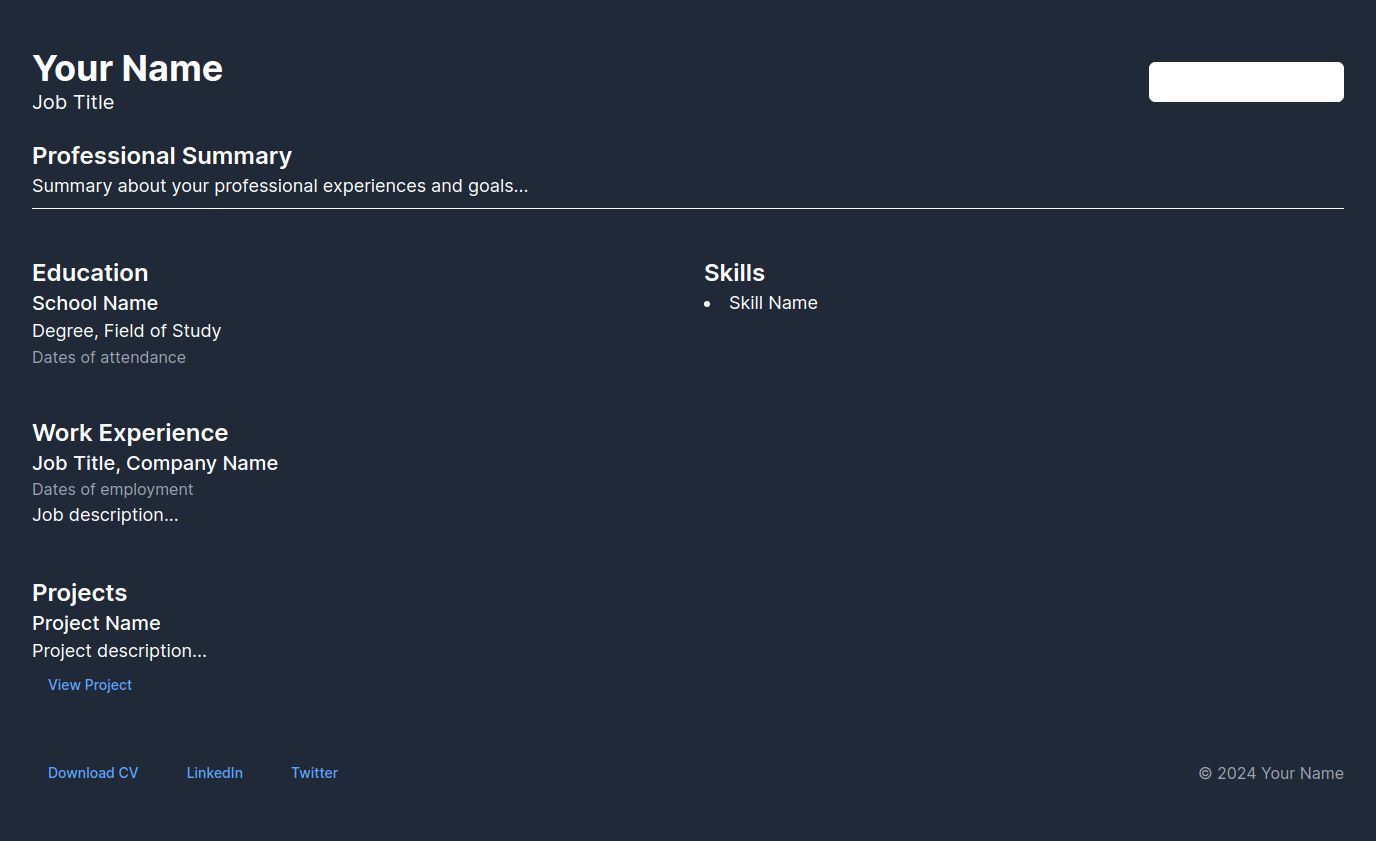 Your Name
Job Title
Professional Summary
Summary about your professional experiences and goals...
Education
School Name
Degree, Field of Study
Dates of attendance
Skills
Skill Name
Work Experience
Job Title, Company Name
Dates of employment
Job description...
Projects
Project Name
Project description...
View Project
Download CV LinkedIn Twitter
© 2024 Your Name